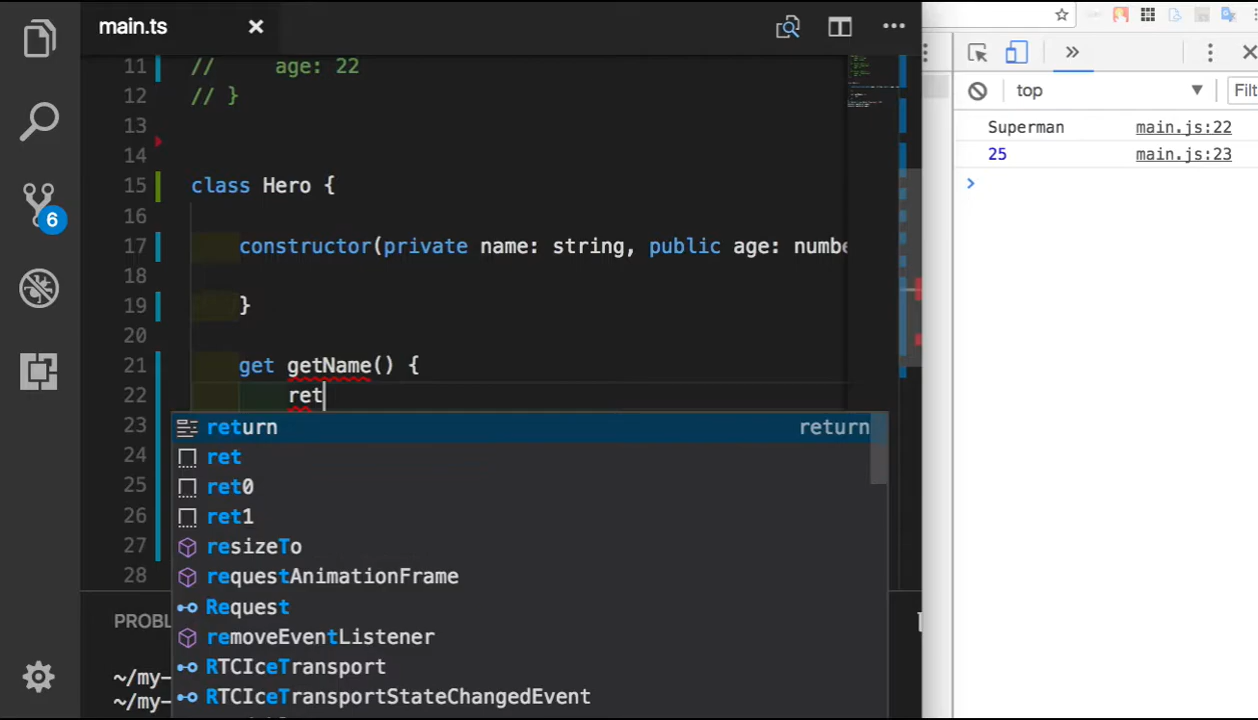 main.ts
11 // age: 22
12 // }
13
14
15 class Hero {
16
17 constructor(private name: string, public age: numbe
18
19 }
20
21 get getName() {
22 ret
23
24
25
26
27
28
return return
ret
ret0
ret1
resizeTo
requestAnimationFrame
Request
removeEventListener
RTCIceTransport
RTCIceTransportStateChangedEvent
6
PROBL
~/my-
~/my-
top Filt
Superman main.js:22
25 main.js:23